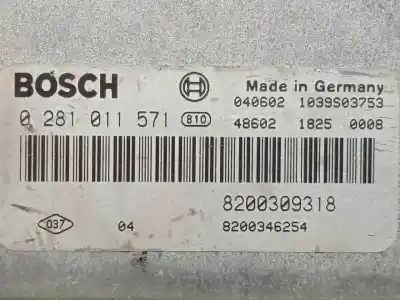 BOSCH
Made in Germany
040602 1039S03753
0 281 011 571 810
48602 1825 0008
8200309318
037 04 8200346254